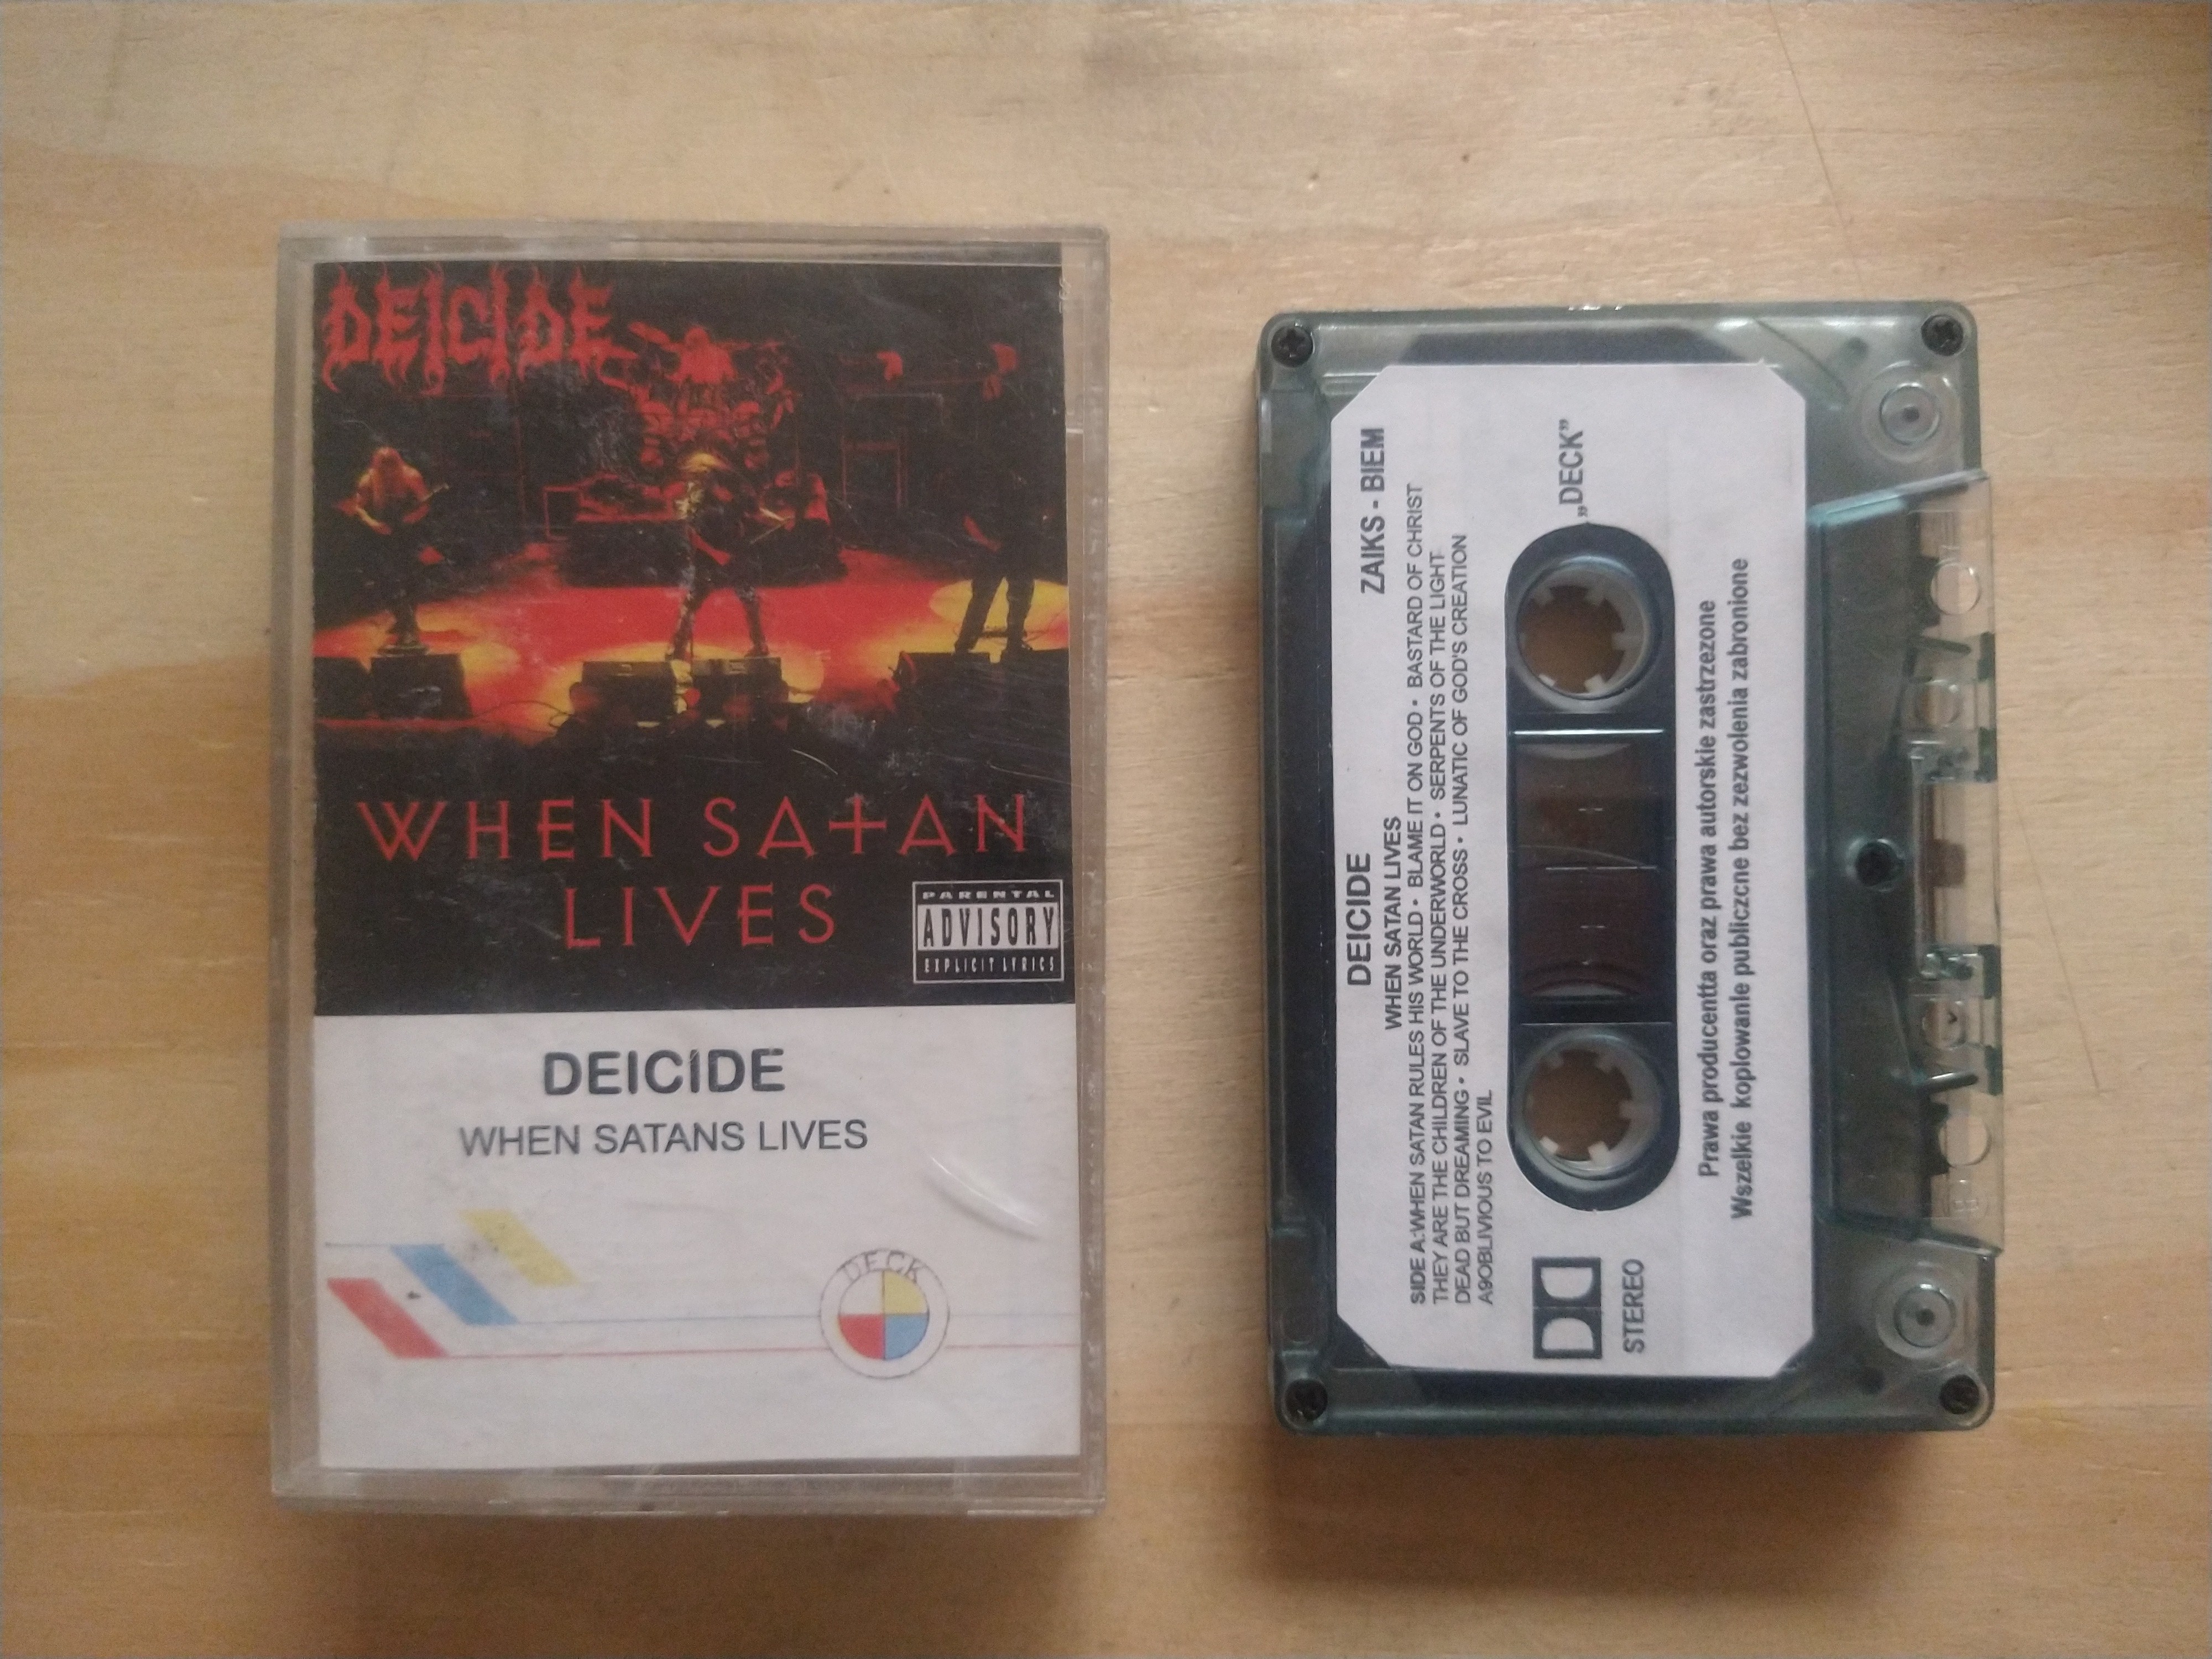 DEICIDE
WHEN SATAN
LIVES
PARENTAL
ADVISORY
EXPLICIT LYRICS
DEICIDE
WHEN SATANS LIVES
DECK
DEICIDE
ZAIKS - BIEM
WHEN SATAN LIVES
SIDE A:WHEN SATAN RULES HIS WORLD • BLAME IT ON GOD • BASTARD OF CHRIST
THEY ARE THE CHILDREN OF THE UNDERWORLD • SERPENTS OF THE LIGHT
DEAD BUT DREAMING • SLAVE TO THE CROSS • LUNATIC OF GOD'S CREATION
A9OBLIVIOUS TO EVIL
STEREO
„DECK”
Prawa producentta oraz prawa autorskie zastrzezone
Wszelkie koplowanle publiczcne bez zezwolenia zabronione